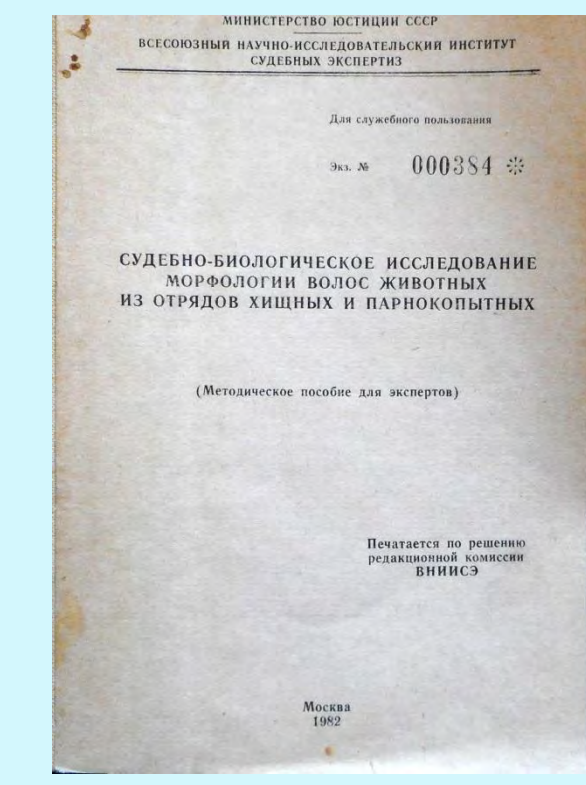 МИНИСТЕРСТВО ЮСТИЦИИ СССР
ВСЕСОЮЗНЫЙ НАУЧНО-ИССЛЕДОВАТЕЛЬСКИЙ ИНСТИТУТ
СУДЕБНЫХ ЭКСПЕРТИЗ
Для служебного пользования
Экз. № 000384 ※
СУДЕБНО-БИОЛОГИЧЕСКОЕ ИССЛЕДОВАНИЕ
МОРФОЛОГИИ ВОЛОС ЖИВОТНЫХ
ИЗ ОТРЯДОВ ХИЩНЫХ И ПАРНОКОПЫТНЫХ
(Методическое пособие для экспертов)
Печатается по решению
редакционной комиссии
ВНИИСЭ
Москва
1982